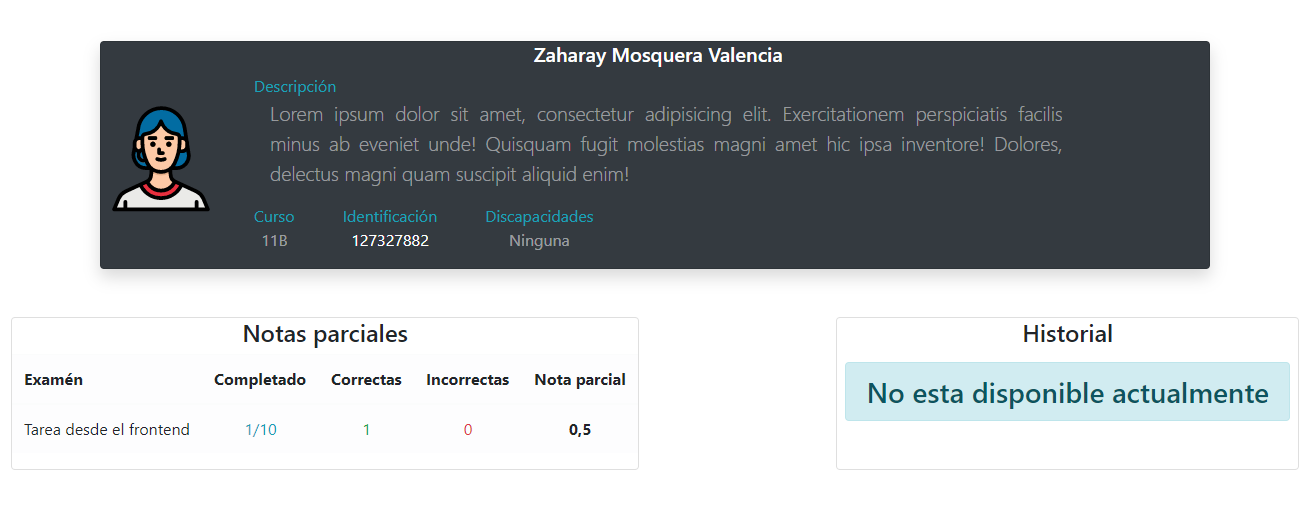 Zaharay Mosquera Valencia
Descripción
Lorem ipsum dolor sit amet, consectetur adipisicing elit. Exercitationem perspiciatis facilis
minus ab eveniet unde! Quisquam fugit molestias magni amet hic ipsa inventore! Dolores,
delectus magni quam suscipit aliquid enim!
Curso Identificación Discapacidades
11B 127327882 Ninguna
Notas parciales
Examén Completado Correctas Incorrectas Nota parcial
Tarea desde el frontend 1/10 1 0 0,5
Historial
No esta disponible actualmente